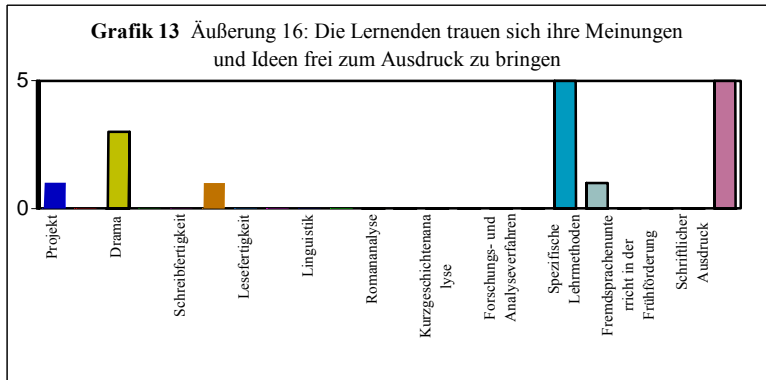 Grafik 13 Äußerung 16: Die Lernenden trauen sich ihre Meinungen
und Ideen frei zum Ausdruck zu bringen
5
0
Projekt
Drama
Schreibfertigkeit
Lesefertigkeit
Linguistik
Romananalyse
Kurzgeschichtenana
lyse
Forschungs- und
Analyseverfahren
Spezifische
Lehrmethoden
Fremdsprachenunte
rricht in der
Frühförderung
Schriftlicher
Ausdruck